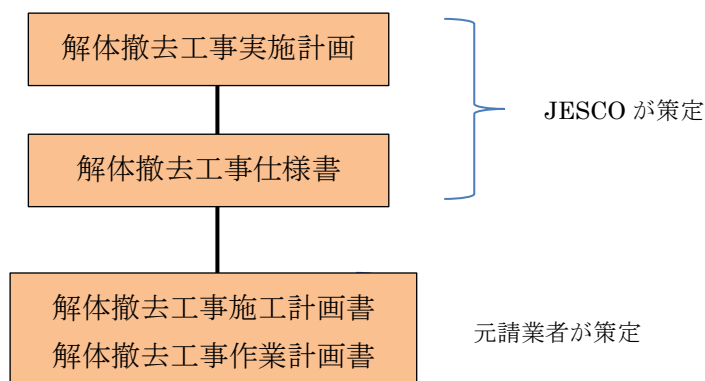 解体撤去工事実施計画
JESCO が策定
解体撤去工事仕様書
解体撤去工事施工計画書
解体撤去工事作業計画書
元請業者が策定